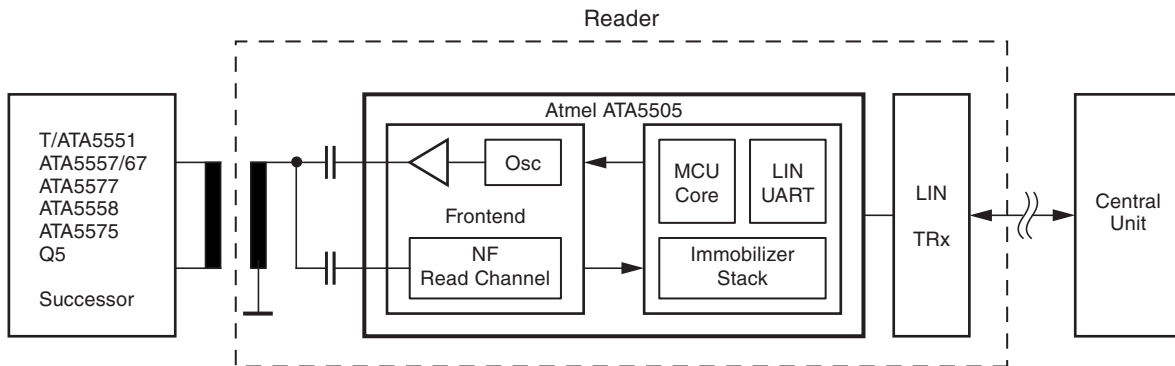 Reader
T/ATA5551
ATA5557/67
ATA5577
ATA5558
ATA5575
Q5
Successor
Atmel ATA5505
Osc
Frontend
NF
Read Channel
MCU
Core
LIN
UART
Immobilizer
Stack
LIN
TRx
Central
Unit